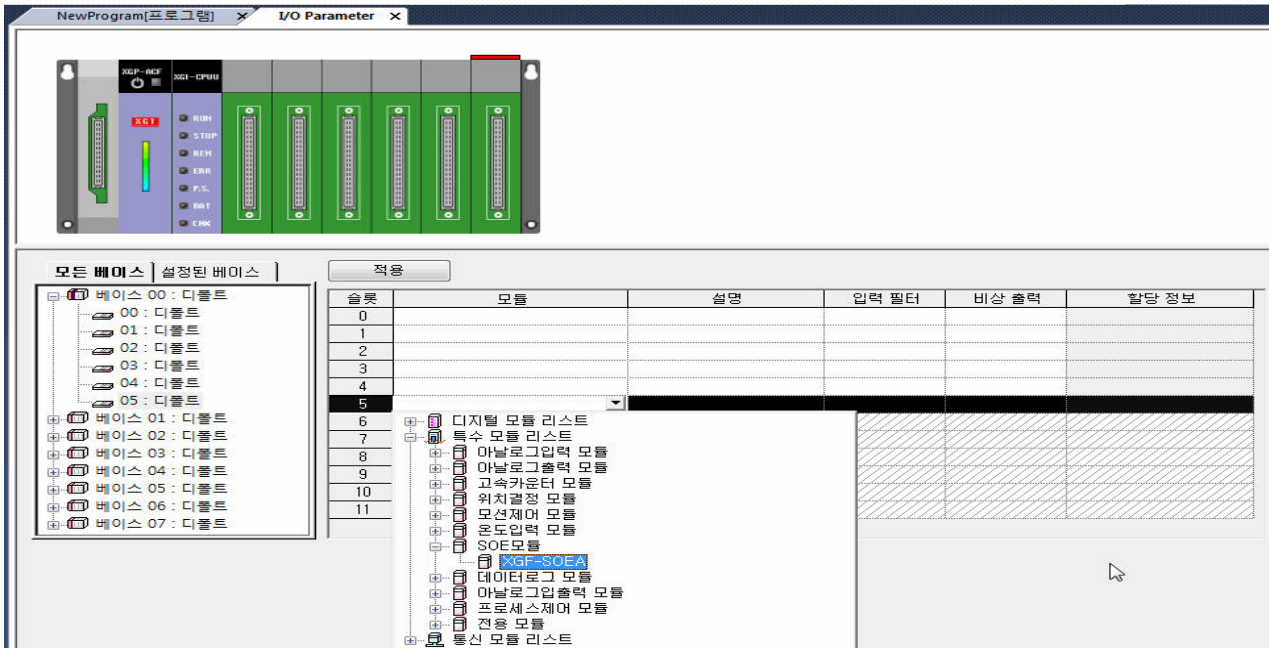 NewProgram[프로그램] × I/O Parameter ×
XGP-ACF XGI-CPUU
XGT
RUN
STOP
REM
ERR
P.S.
BAT
CHK
모든 베이스 설정된 베이스 적용
베이스 00 : 디폴트
00 : 디폴트
01 : 디폴트
02 : 디폴트
03 : 디폴트
04 : 디폴트
05 : 디폴트
베이스 01 : 디폴트
베이스 02 : 디폴트
베이스 03 : 디폴트
베이스 04 : 디폴트
베이스 05 : 디폴트
베이스 06 : 디폴트
베이스 07 : 디폴트
슬롯 모듈 설명 입력 필터 비상 출력 할당 정보
0
1
2
3
4
5
6
7
8
9
10
11
디지털 모듈 리스트
특수 모듈 리스트
아날로그입력 모듈
아날로그출력 모듈
고속카운터 모듈
위치결정 모듈
모션제어 모듈
온도입력 모듈
SOE모듈
XGF-SOEA
데이터로그 모듈
아날로그입출력 모듈
프로세스제어 모듈
전용 모듈
통신 모듈 리스트